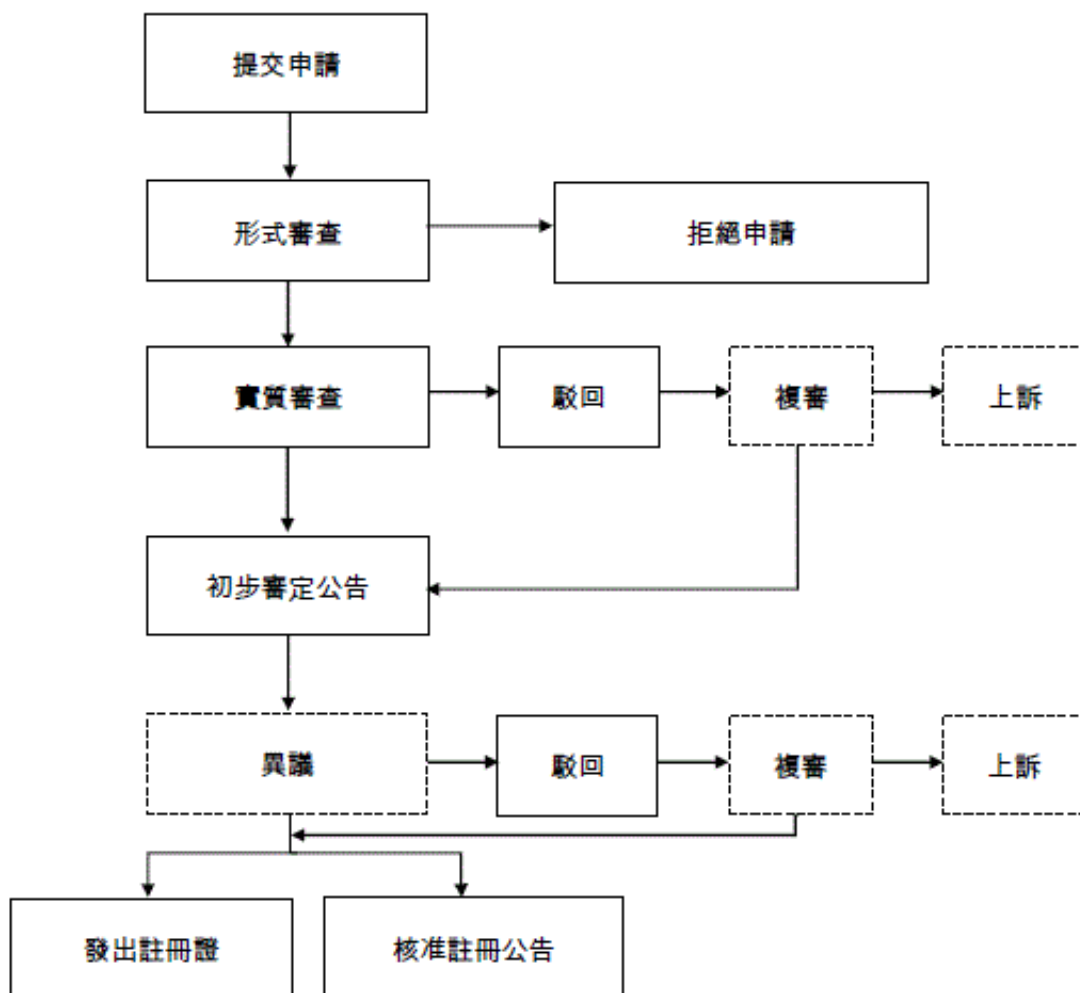 提交申請
形式審查
拒絕申請
實質審查
駁回
複審
上訴
初步審定公告
異議
駁回
複審
上訴
發出註冊證
核准註冊公告